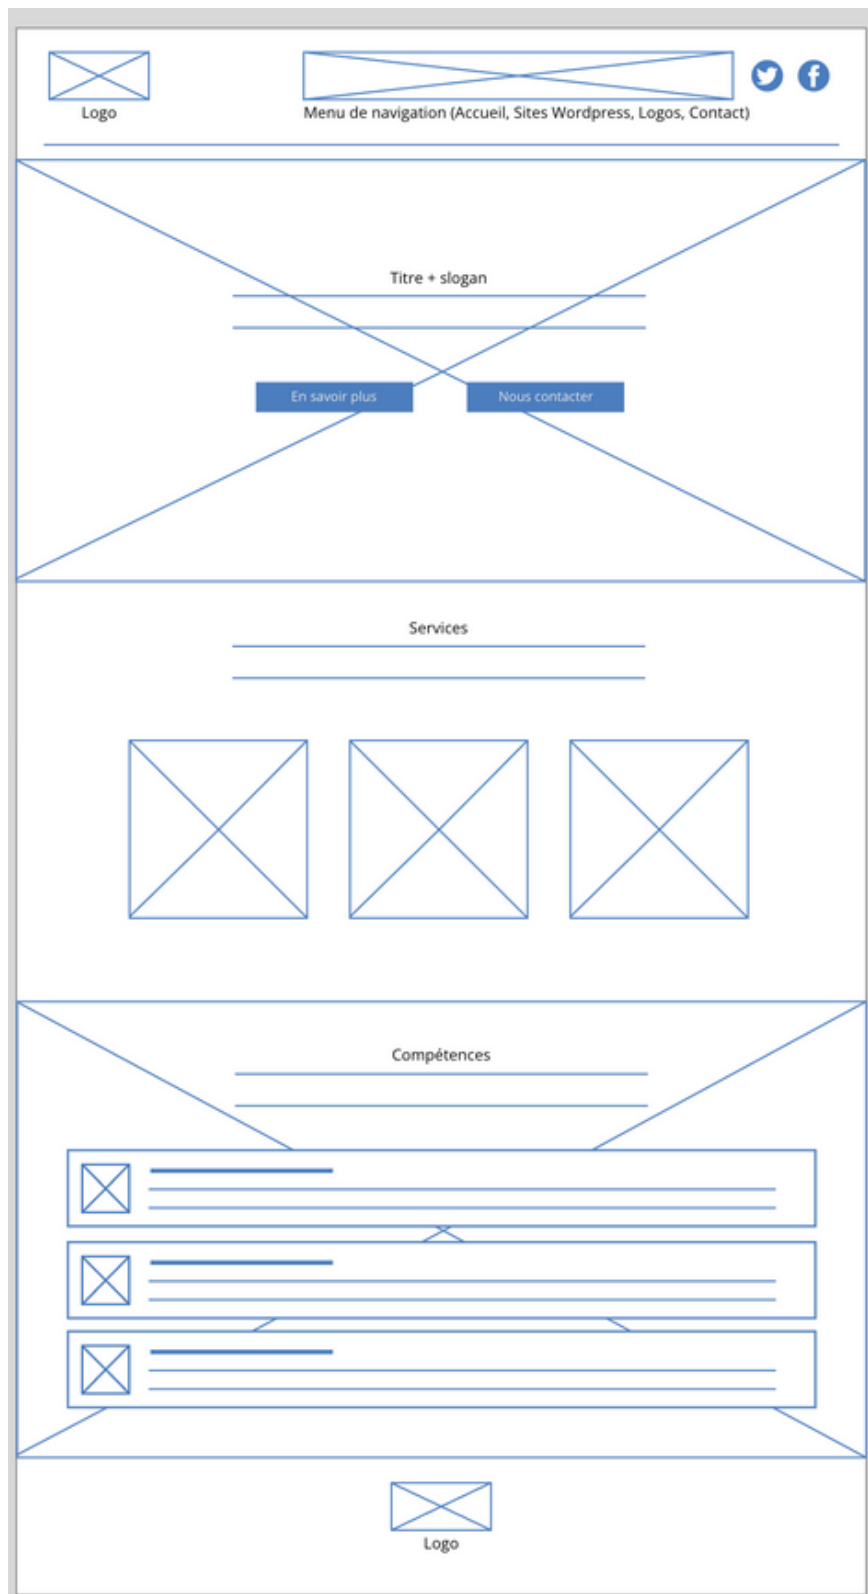 Logo
Menu de navigation (Accueil, Sites Wordpress, Logos, Contact)
Titre + slogan
En savoir plus
Nous contacter
Services
Compétences
Logo